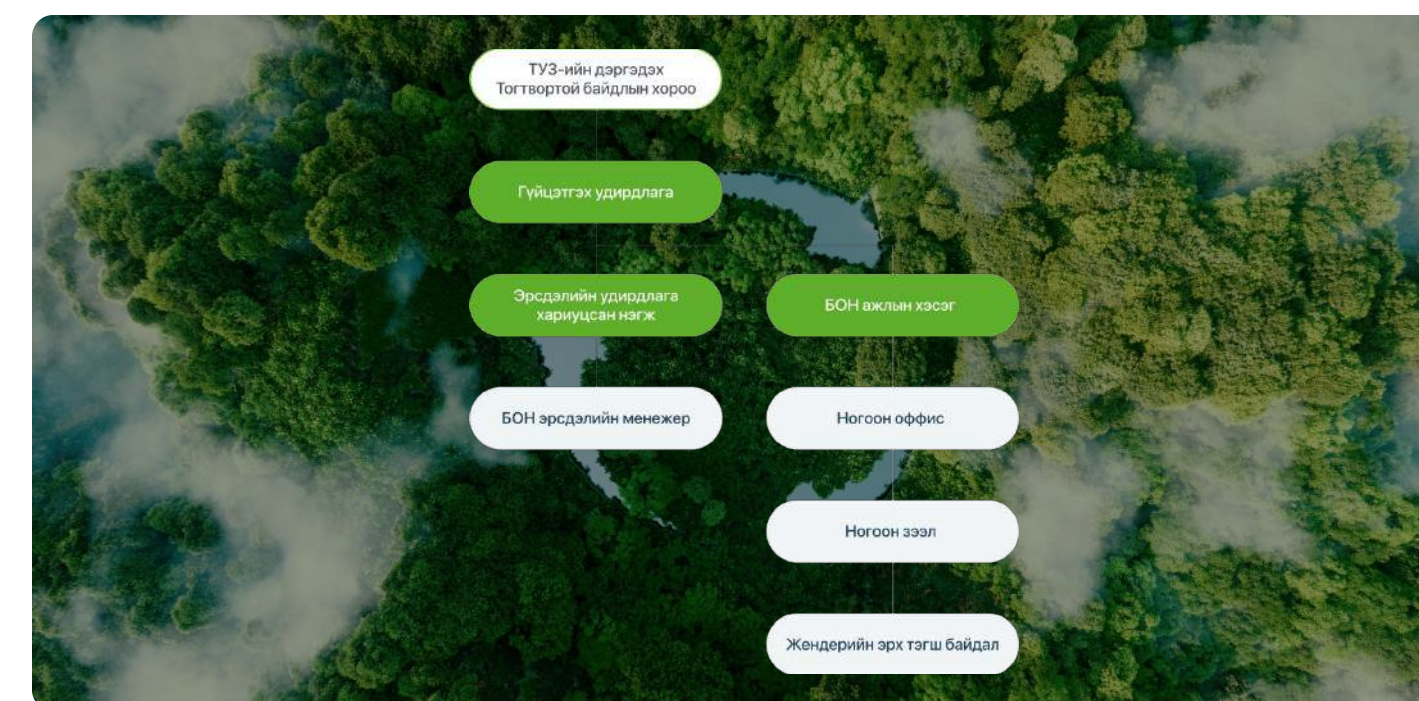 ТУЗ-ийн дэргэдэх
Тогтвортой байдлын хороо
Гүйцэтгэх удирдлага
Эрсдэлийн удирдлага
хариуцсан нэгж
БОН ажлын хэсэг
БОН эрсдэлийн менежер
Ногоон оффис
Ногоон зээл
Жендерийн эрх тэгш байдал